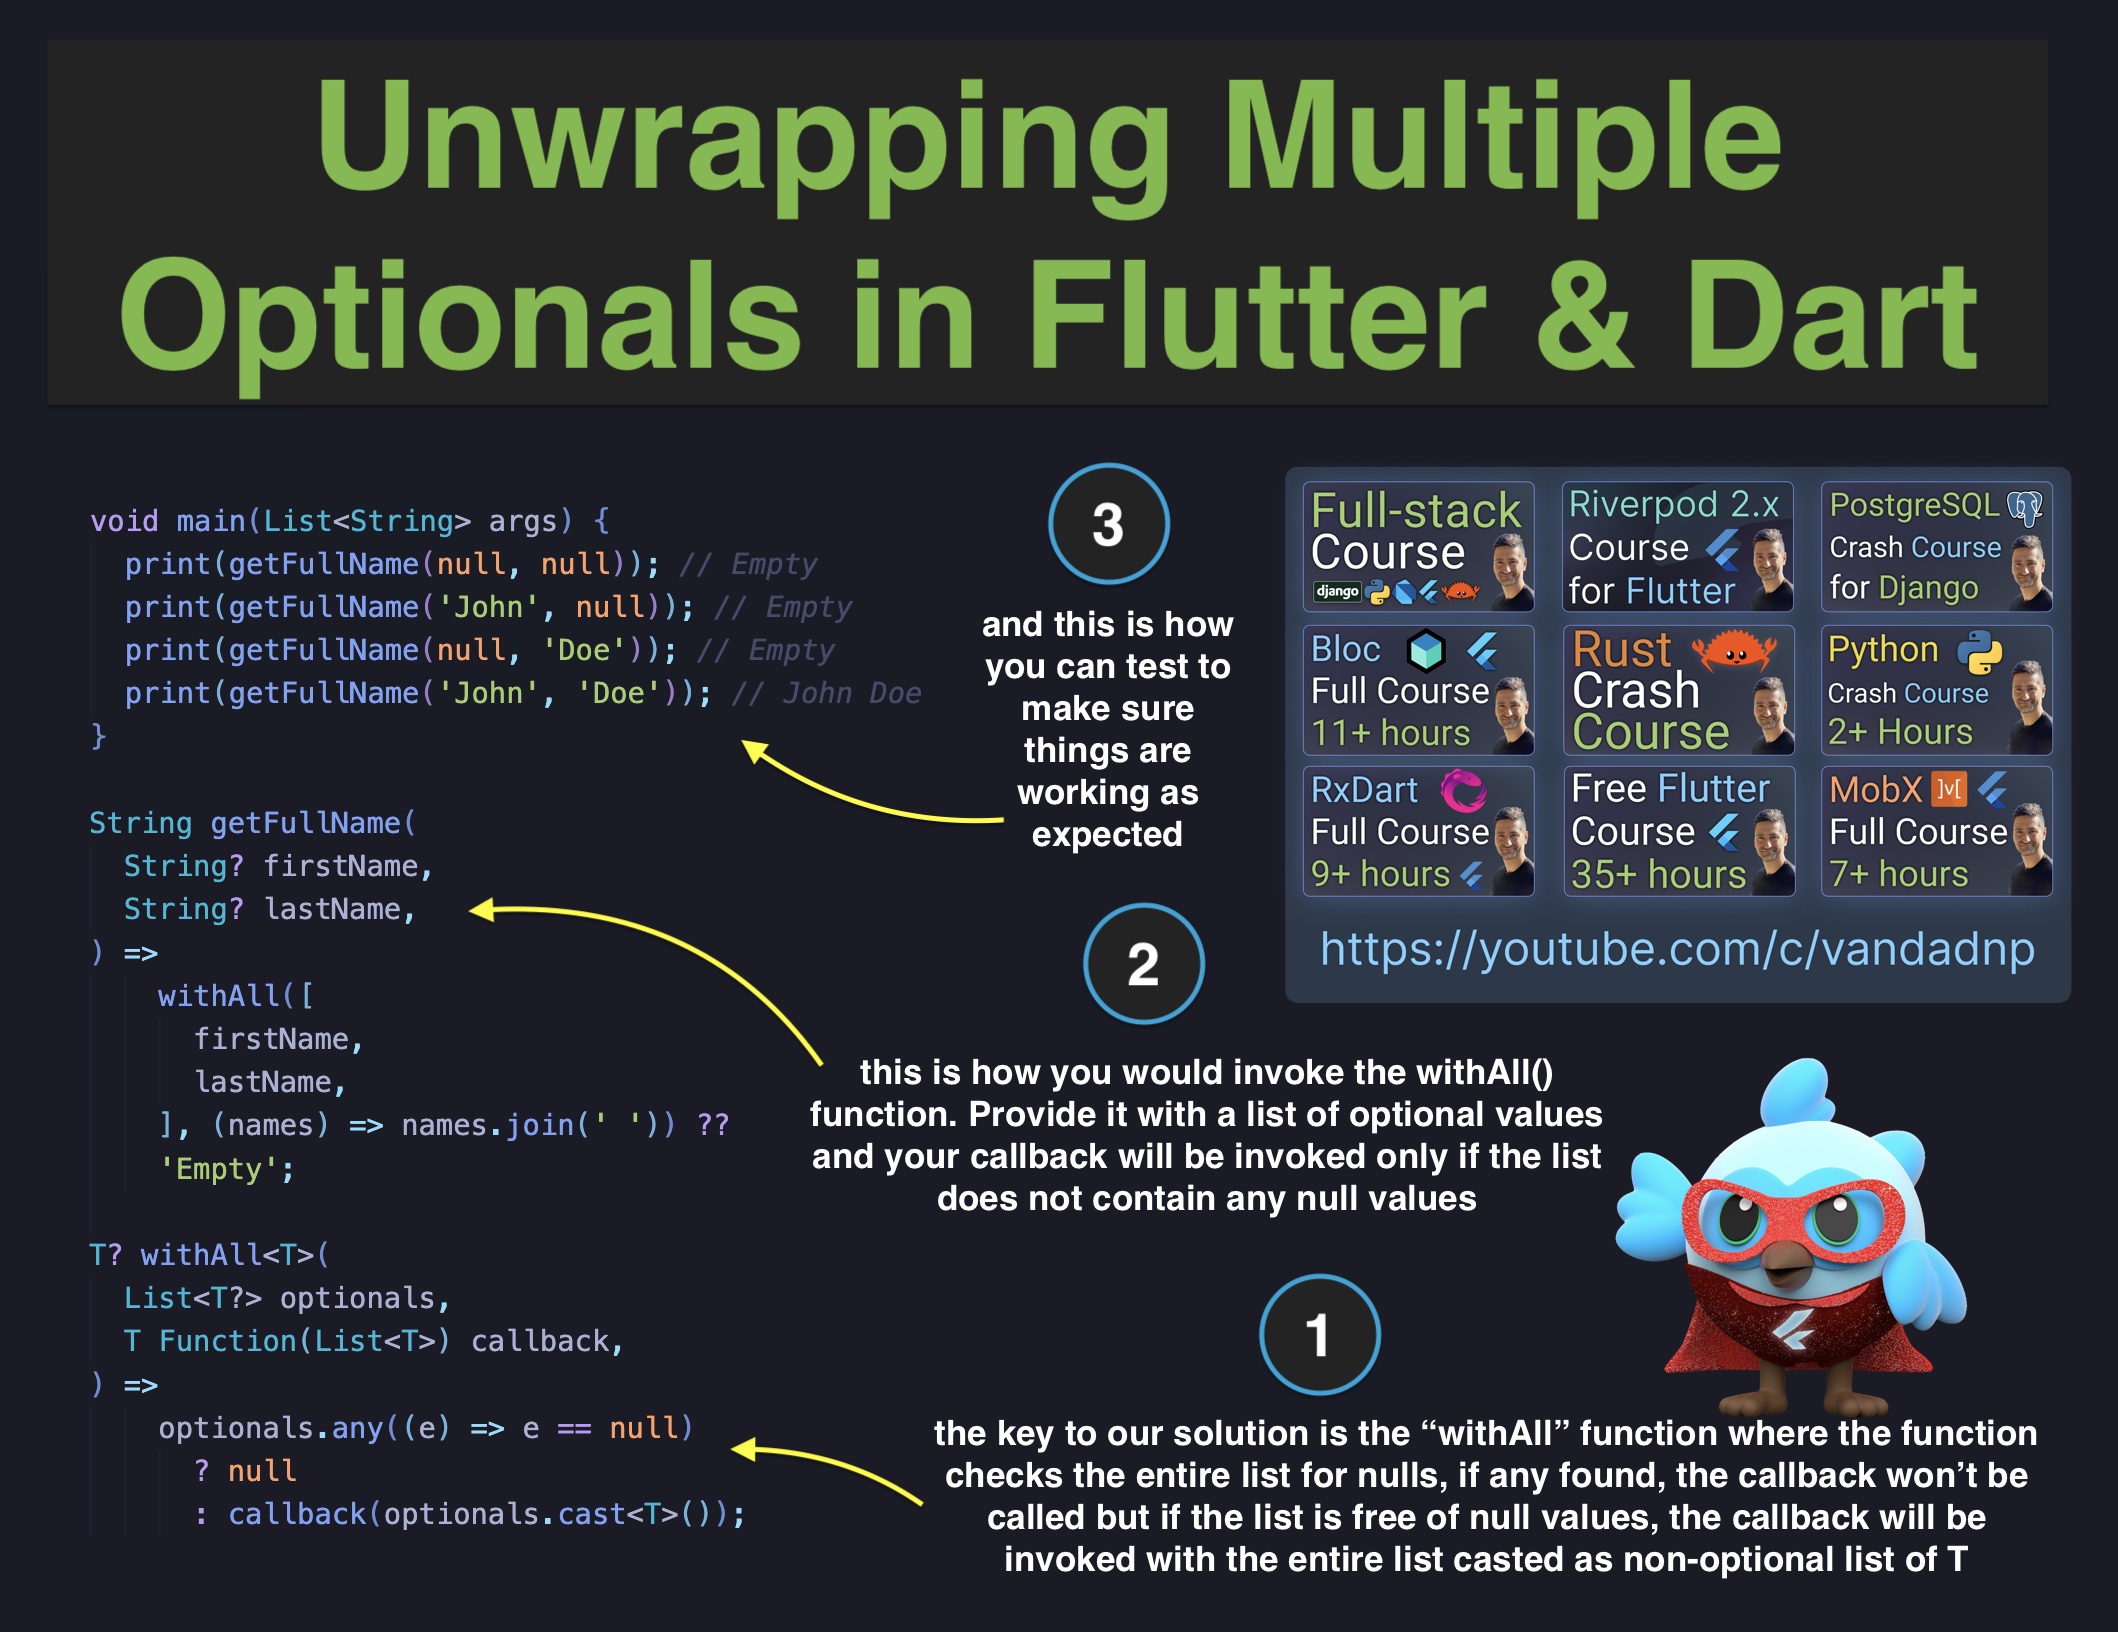 Unwrapping Multiple
Optionals in Flutter & Dart
void main(List<String> args) {
  print(getFullName(null, null)); // Empty
  print(getFullName('John', null)); // Empty
  print(getFullName(null, 'Doe')); // Empty
  print(getFullName('John', 'Doe')); // John Doe
}
String getFullName(
  String? firstName,
  String? lastName,
) =>
    withAll([
      firstName,
      lastName,
    ], (names) => names.join(' ')) ??
    'Empty';
T? withAll<T>(
  List<T?> optionals,
  T Function(List<T>) callback,
) =>
    optionals.any((e) => e == null)
      ? null
      : callback(optionals.cast<T>());
3
and this is how
you can test to
make sure
things are
working as
expected
2
this is how you would invoke the withAll()
function. Provide it with a list of optional values
and your callback will be invoked only if the list
does not contain any null values
1
the key to our solution is the “withAll” function where the function
checks the entire list for nulls, if any found, the callback won’t be
called but if the list is free of null values, the callback will be
invoked with the entire list casted as non-optional list of T
Full-stack
Course
django
Riverpod 2.x
Course
for Flutter
PostgreSQL
Crash Course
for Django
Bloc
Full Course
11+ hours
Rust
Crash
Course
Python
Crash Course
2+ Hours
RxDart
Full Course
9+ hours
Free Flutter
Course
35+ hours
MobX ]v[
Full Course
7+ hours
https://youtube.com/c/vandadnp